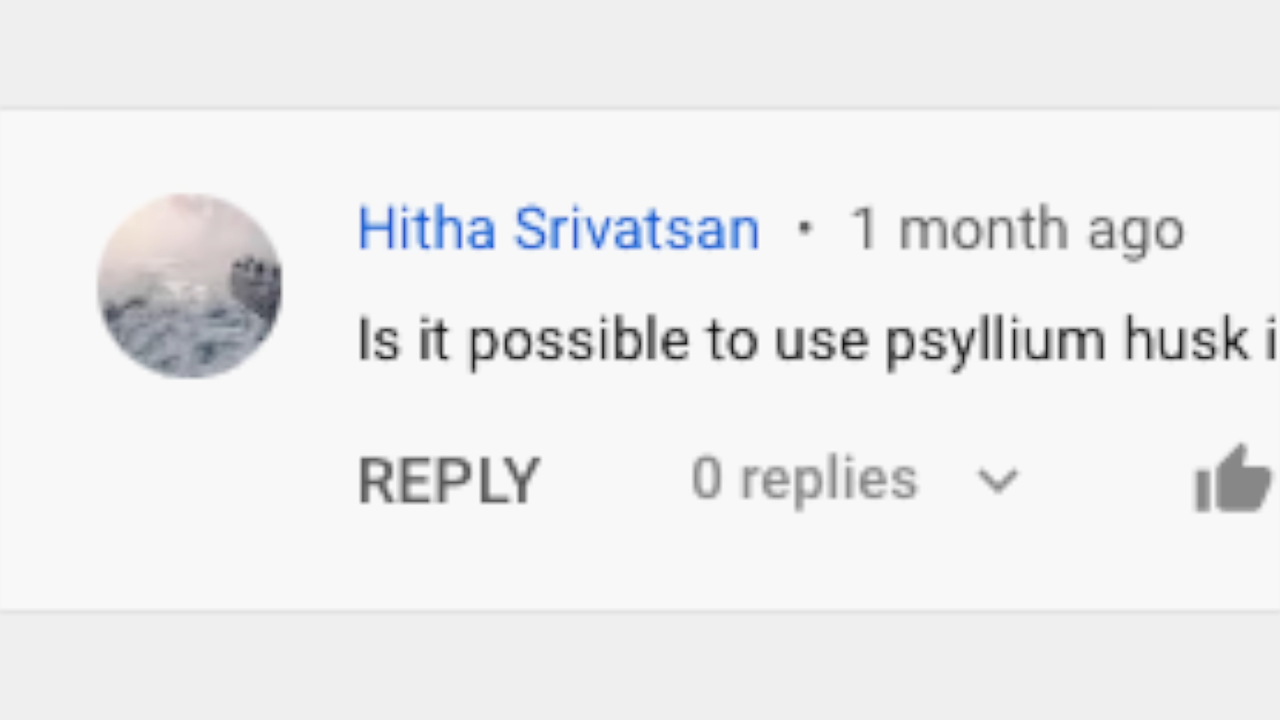 Hitha Srivatsan • 1 month ago
Is it possible to use psyllium husk i
REPLY 0 replies